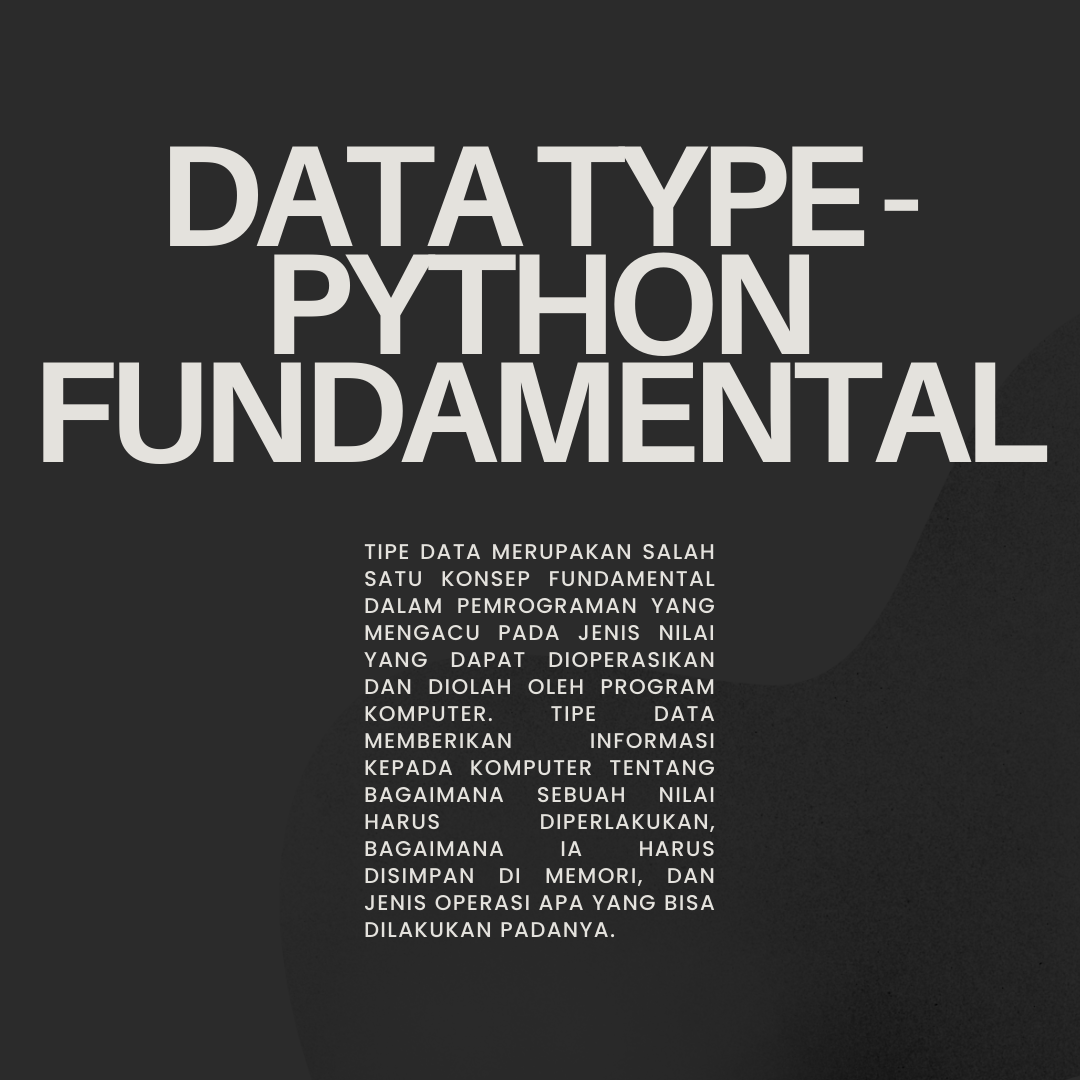 DATA TYPE -
PYTHON
FUNDAMENTAL
TIPE DATA MERUPAKAN SALAH
SATU KONSEP FUNDAMENTAL
DALAM PEMROGRAMAN YANG
MENGACU PADA JENIS NILAI
YANG DAPAT DIOPERASIKAN
DAN DIOLAH OLEH PROGRAM
KOMPUTER. TIPE DATA
MEMBERIKAN INFORMASI
KEPADA KOMPUTER TENTANG
BAGAIMANA SEBUAH NILAI
HARUS DIPERLAKUKAN,
BAGAIMANA IA HARUS
DISIMPAN DI MEMORI, DAN
JENIS OPERASI APA YANG BISA
DILAKUKAN PADANYA.